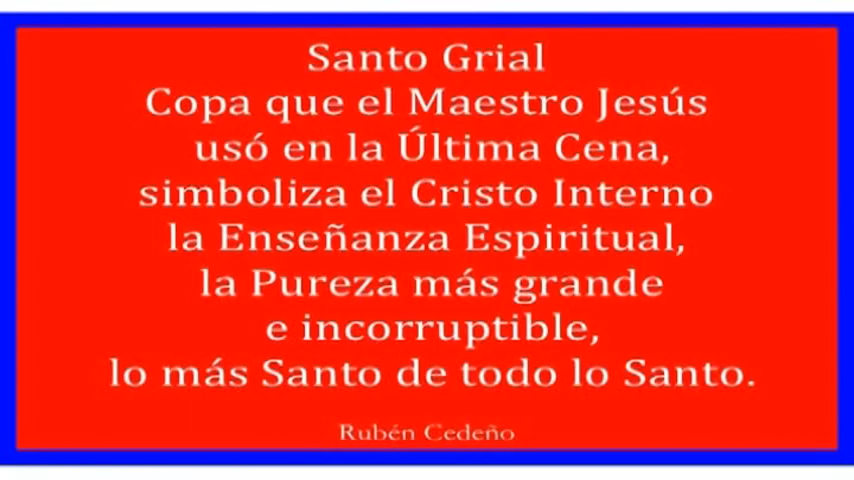 Santo Grial
Copa que el Maestro Jesús
usó en la Última Cena,
simboliza el Cristo Interno
la Enseñanza Espiritual,
la Pureza más grande
e incorruptible,
lo más Santo de todo lo Santo.
Rubén Cedeño